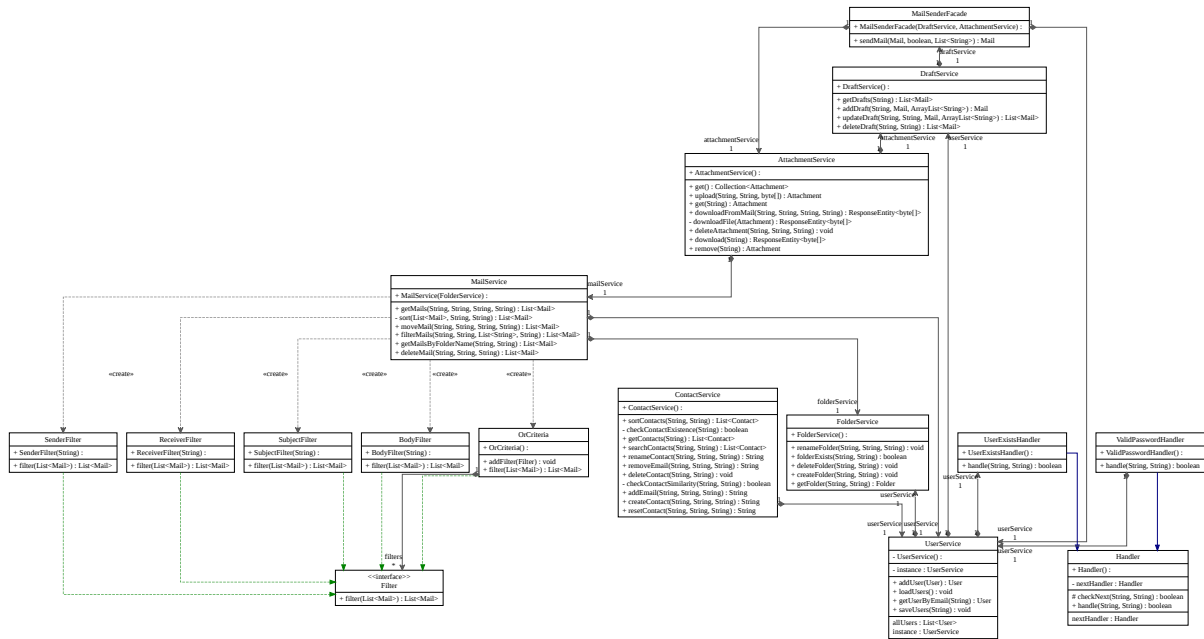 MailSenderFacade
+ MailSenderFacade(DraftService, AttachmentService) :
+ sendMail(Mail, boolean, List<String>) : Mail
draftService
1
DraftService
+ DraftService() :
+ getDrafts(String) : List<Mail>
+ addDraft(String, Mail, ArrayList<String>) : Mail
+ updateDraft(String, String, Mail, ArrayList<String>) : List<Mail>
+ deleteDraft(String, String) : List<Mail>
attachmentService
1
attachmentService
1
userService
1
AttachmentService
+ AttachmentService() :
+ get() : Collection<Attachment>
+ upload(String, String, byte[]) : Attachment
+ get(String) : Attachment
+ downloadFromMail(String, String, String, String) : ResponseEntity<byte[]>
- downloadFile(Attachment) : ResponseEntity<byte[]>
+ deleteAttachment(String, String, String) : void
+ download(String) : ResponseEntity<byte[]>
+ remove(String) : Attachment
mailService
1
MailService
+ MailService(FolderService) :
+ getMails(String, String, String, String) : List<Mail>
- sort(List<Mail>, String, String) : List<Mail>
+ moveMail(String, String, String, String) : List<Mail>
+ filterMails(String, String, List<String>, String) : List<Mail>
+ getMailsByFolderName(String, String) : List<Mail>
+ deleteMail(String, String, String) : List<Mail>
«create»
«create»
«create»
«create»
«create»
folderService
1
ContactService
+ ContactService() :
+ sortContacts(String, String) : List<Contact>
- checkContactExistence(String) : boolean
+ getContacts(String) : List<Contact>
+ searchContacts(String, String) : List<Contact>
+ renameContact(String, String, String) : String
+ removeEmail(String, String, String) : String
+ deleteContact(String, String) : void
- checkContactSimilarity(String, String) : boolean
+ addEmail(String, String, String) : String
+ createContact(String, String, String) : String
+ resetContact(String, String, String) : String
FolderService
+ FolderService() :
+ renameFolder(String, String, String) : void
+ folderExists(String, String) : boolean
+ deleteFolder(String, String) : void
+ createFolder(String, String) : void
+ getFolder(String, String) : Folder
SenderFilter
+ SenderFilter(String) :
+ filter(List<Mail>) : List<Mail>
ReceiverFilter
+ ReceiverFilter(String) :
+ filter(List<Mail>) : List<Mail>
SubjectFilter
+ SubjectFilter(String) :
+ filter(List<Mail>) : List<Mail>
BodyFilter
+ BodyFilter(String) :
+ filter(List<Mail>) : List<Mail>
OrCriteria
+ OrCriteria() :
+ addFilter(Filter) : void
+ filter(List<Mail>) : List<Mail>
UserExistsHandler
+ UserExistsHandler() :
+ handle(String, String) : boolean
ValidPasswordHandler
+ ValidPasswordHandler() :
+ handle(String, String) : boolean
userService
1
userService
1
userService
1
userService
1
userService
1
userService
1
filters
*
<<interface>>
Filter
+ filter(List<Mail>) : List<Mail>
UserService
- UserService() :
- instance : UserService
+ addUser(User) : User
+ loadUsers() : void
+ getUserByEmail(String) : User
+ saveUsers(String) : void
allUsers : List<User>
instance : UserService
Handler
+ Handler() :
- nextHandler : Handler
# checkNext(String, String) : boolean
+ handle(String, String) : boolean
nextHandler : Handler